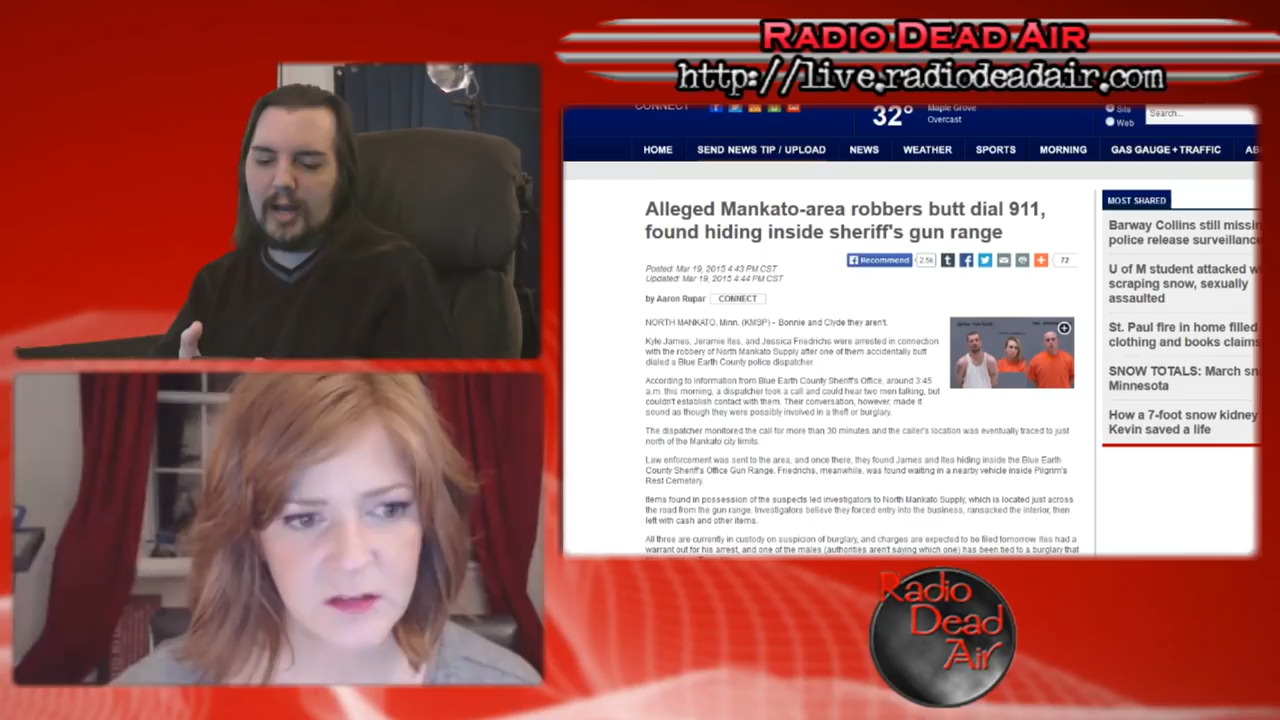 RADIO DEAD AIR
http://live.radiodeadair.com
CONNECT
32°
Maple Grove
Overcast
Site
Web
Search...
HOME
SEND NEWS TIP / UPLOAD
NEWS
WEATHER
SPORTS
MORNING
GAS GAUGE + TRAFFIC
AB
Alleged Mankato-area robbers butt dial 911,
found hiding inside sheriff's gun range
Posted: Mar 19, 2015 4:43 PM CST
Updated: Mar 19, 2015 4:44 PM CST
Recommend
2.5k
72
by Aaron Rupar
CONNECT
NORTH MANKATO, Minn. (KMSP) - Bonnie and Clyde they aren't.
Kyle James, Jeramie Ites, and Jessica Friedrichs were arrested in connection
with the robbery of North Mankato Supply after one of them accidentally butt
dialed a Blue Earth County police dispatcher.
According to information from Blue Earth County Sheriff's Office, around 3:45
a.m. this morning, a dispatcher took a call and could hear two men talking, but
couldn't establish contact with them. Their conversation, however, made it
sound as though they were possibly involved in a theft or burglary.
The dispatcher monitored the call for more than 30 minutes and the caller's location was eventually traced to just
north of the Mankato city limits.
Law enforcement was sent to the area, and once there, they found James and Ites hiding inside the Blue Earth
County Sheriff's Office Gun Range. Friedrichs, meanwhile, was found waiting in a nearby vehicle inside Pilgrim's
Rest Cemetery.
Items found in possession of the suspects led investigators to North Mankato Supply, which is located just across
the road from the gun range. Investigators believe they forced entry into the business, ransacked the interior, then
left with cash and other items.
All three are currently in custody on suspicion of burglary, and charges are expected to be filed tomorrow. Ites had a
warrant out for his arrest, and one of the males (authorities aren't saying which one) has been tied to a burglary that
MOST SHARED
Barway Collins still missin
police release surveillance
U of M student attacked w
scraping snow, sexually
assaulted
St. Paul fire in home filled
clothing and books claims
SNOW TOTALS: March sn
Minnesota
How a 7-foot snow kidney
Kevin saved a life
Radio
Dead
Air